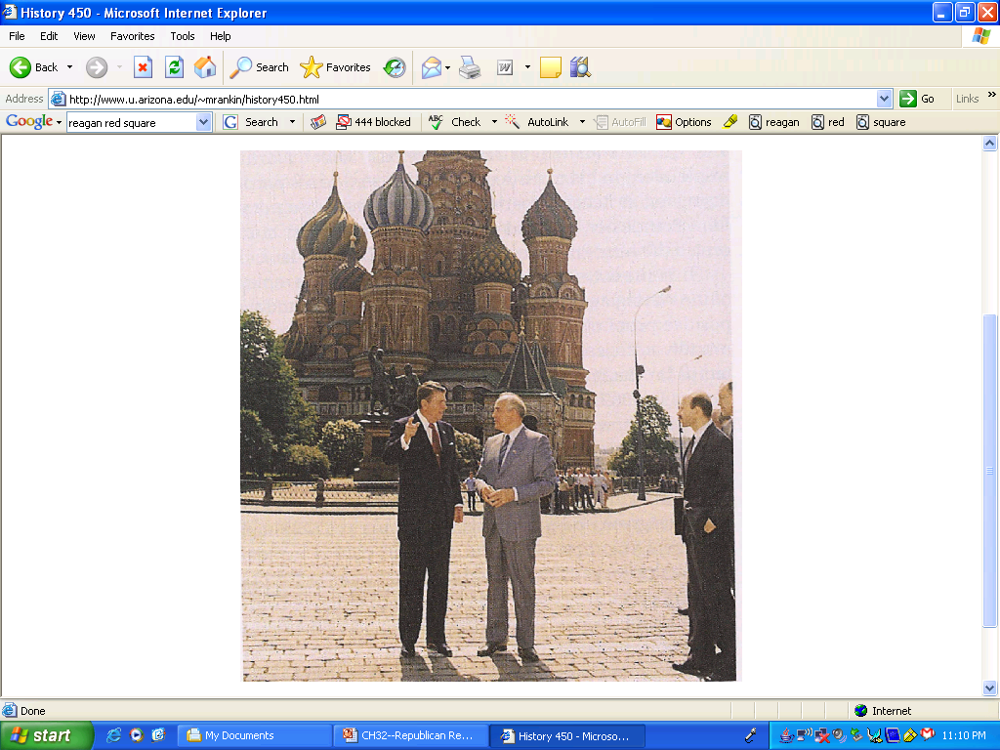 History 450 - Microsoft Internet Explorer
File Edit View Favorites Tools Help
Back Search Favorites W
Address http://www.u.arizona.edu/~mrankin/history450.html Go Links »
Google reagan red square G Search 444 blocked ABC Check AutoLink AutoFill Options reagan red square
Done Internet
start My Documents CH32--Republican Re... History 450 - Microso... 11:10 PM